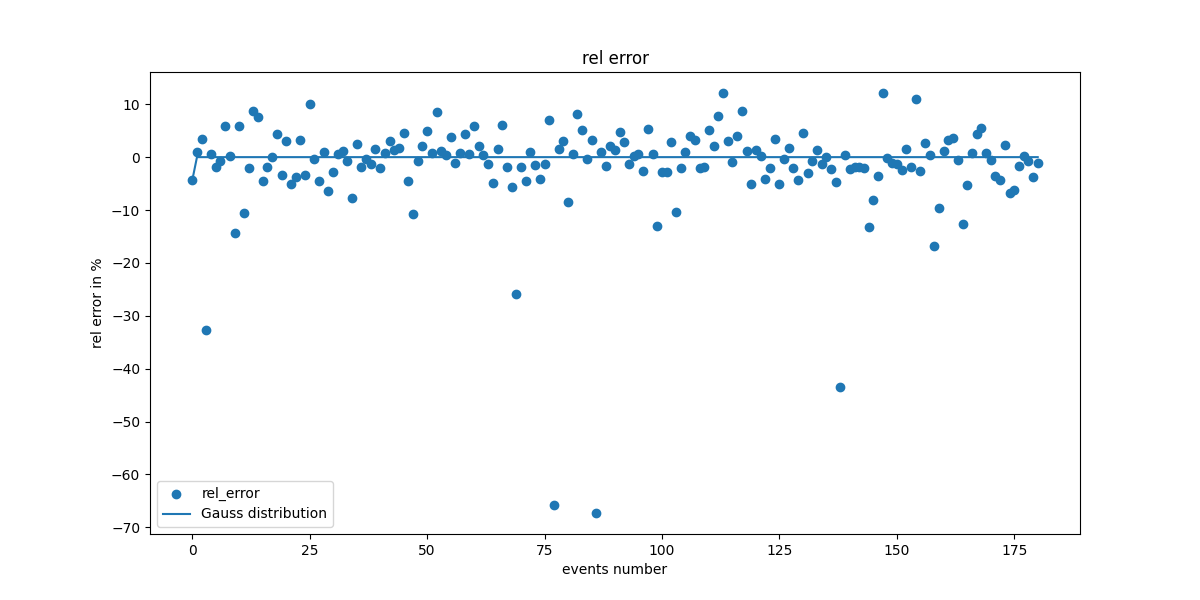 rel error
10
0
−10
−20
−30
−40
−50
−60
−70
rel error in %
rel_error
Gauss distribution
0 25 50 75 100 125 150 175
events number